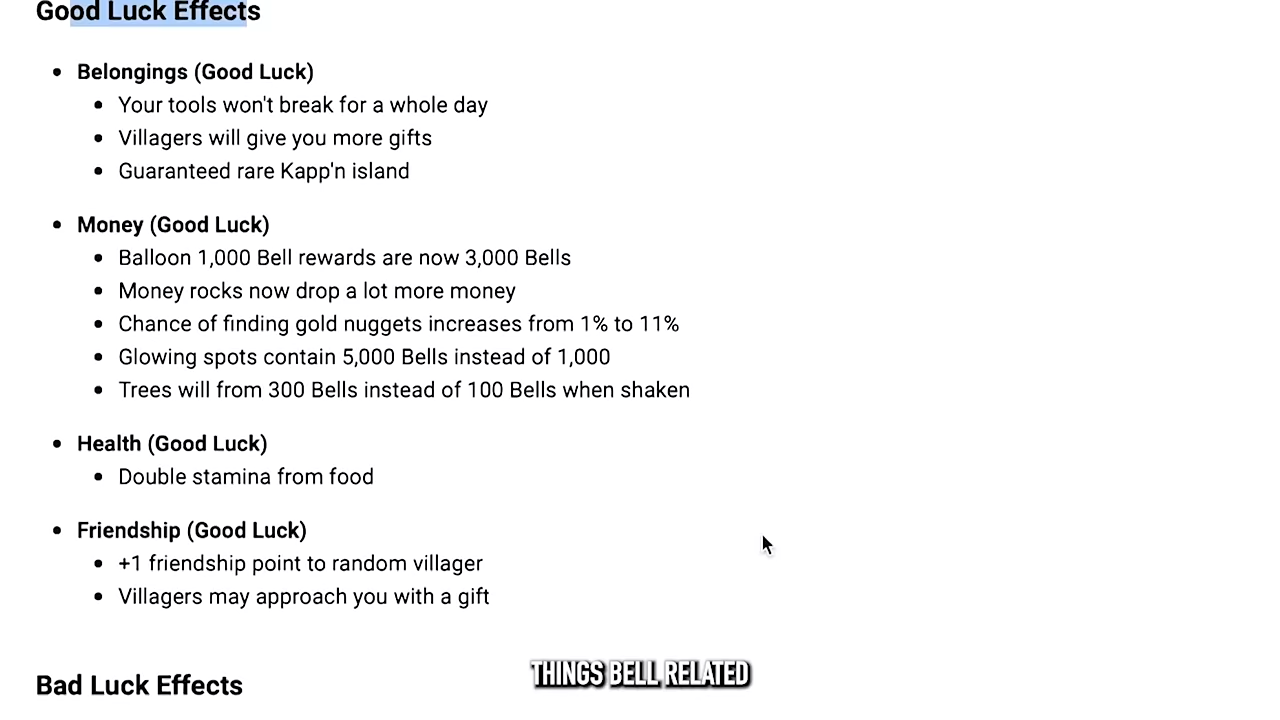 Good Luck Effects
Belongings (Good Luck)
Your tools won't break for a whole day
Villagers will give you more gifts
Guaranteed rare Kapp'n island
Money (Good Luck)
Balloon 1,000 Bell rewards are now 3,000 Bells
Money rocks now drop a lot more money
Chance of finding gold nuggets increases from 1% to 11%
Glowing spots contain 5,000 Bells instead of 1,000
Trees will from 300 Bells instead of 100 Bells when shaken
Health (Good Luck)
Double stamina from food
Friendship (Good Luck)
+1 friendship point to random villager
Villagers may approach you with a gift
THINGS BELL RELATED
Bad Luck Effects